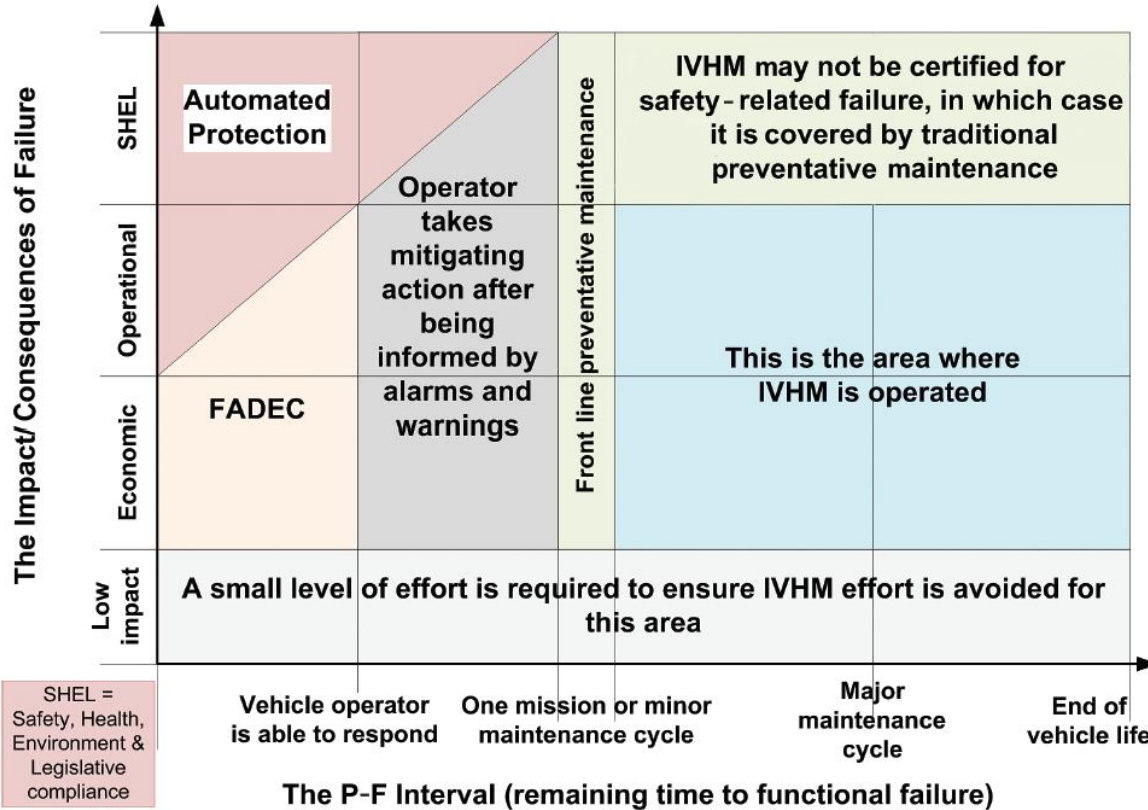 The Impact/Consequences of Failure
SHEL
Operational
Economic
Low
impact
Automated
Protection
FADEC
Operator
takes
mitigating
action after
being
informed by
alarms and
warnings
Front line preventative maintenance
IVHM may not be certified for
safety-related failure, in which case
it is covered by traditional
preventative maintenance
This is the area where
IVHM is operated
A small level of effort is required to ensure IVHM effort is avoided for
this area
SHEL =
Safety, Health,
Environment &
Legislative
compliance
Vehicle operator
is able to respond
One mission or minor
maintenance cycle
Major
maintenance
cycle
End of
vehicle life
The P-F Interval (remaining time to functional failure)